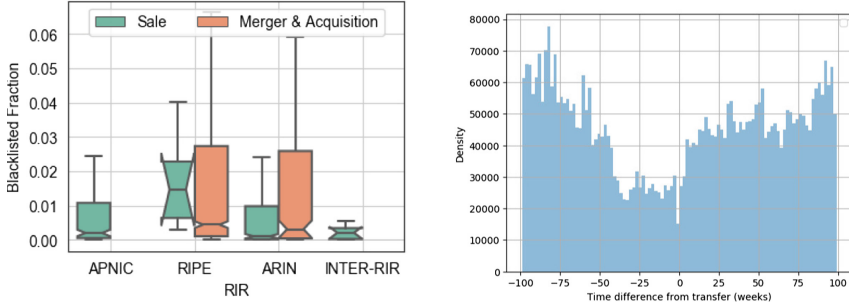 Sale Merger & Acquisition
Blacklisted Fraction
0.06
0.05
0.04
0.03
0.02
0.01
0.00
APNIC RIPE ARIN INTER-RIR
RIR
Density
80000
70000
60000
50000
40000
30000
20000
10000
0
−100 −75 −50 −25 0 25 50 75 100
Time difference from transfer (weeks)